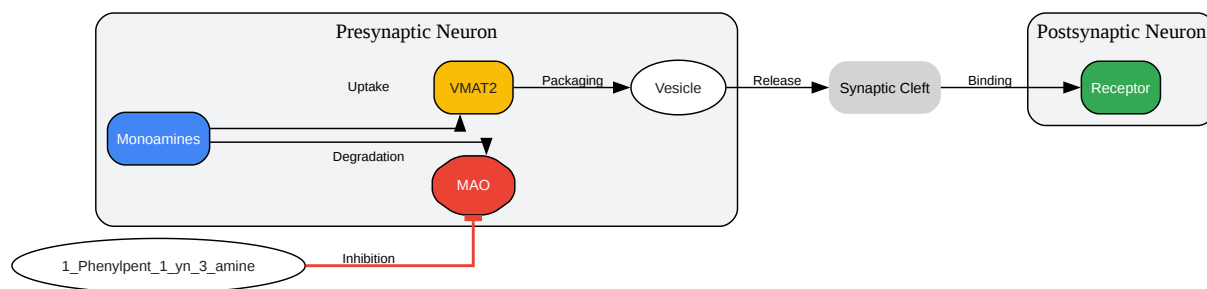 Presynaptic Neuron
Postsynaptic Neuron
Uptake
VMAT2
Packaging
Vesicle
Release
Synaptic Cleft
Binding
Receptor
Monoamines
Degradation
MAO
Inhibition
1_Phenylpent_1_yn_3_amine